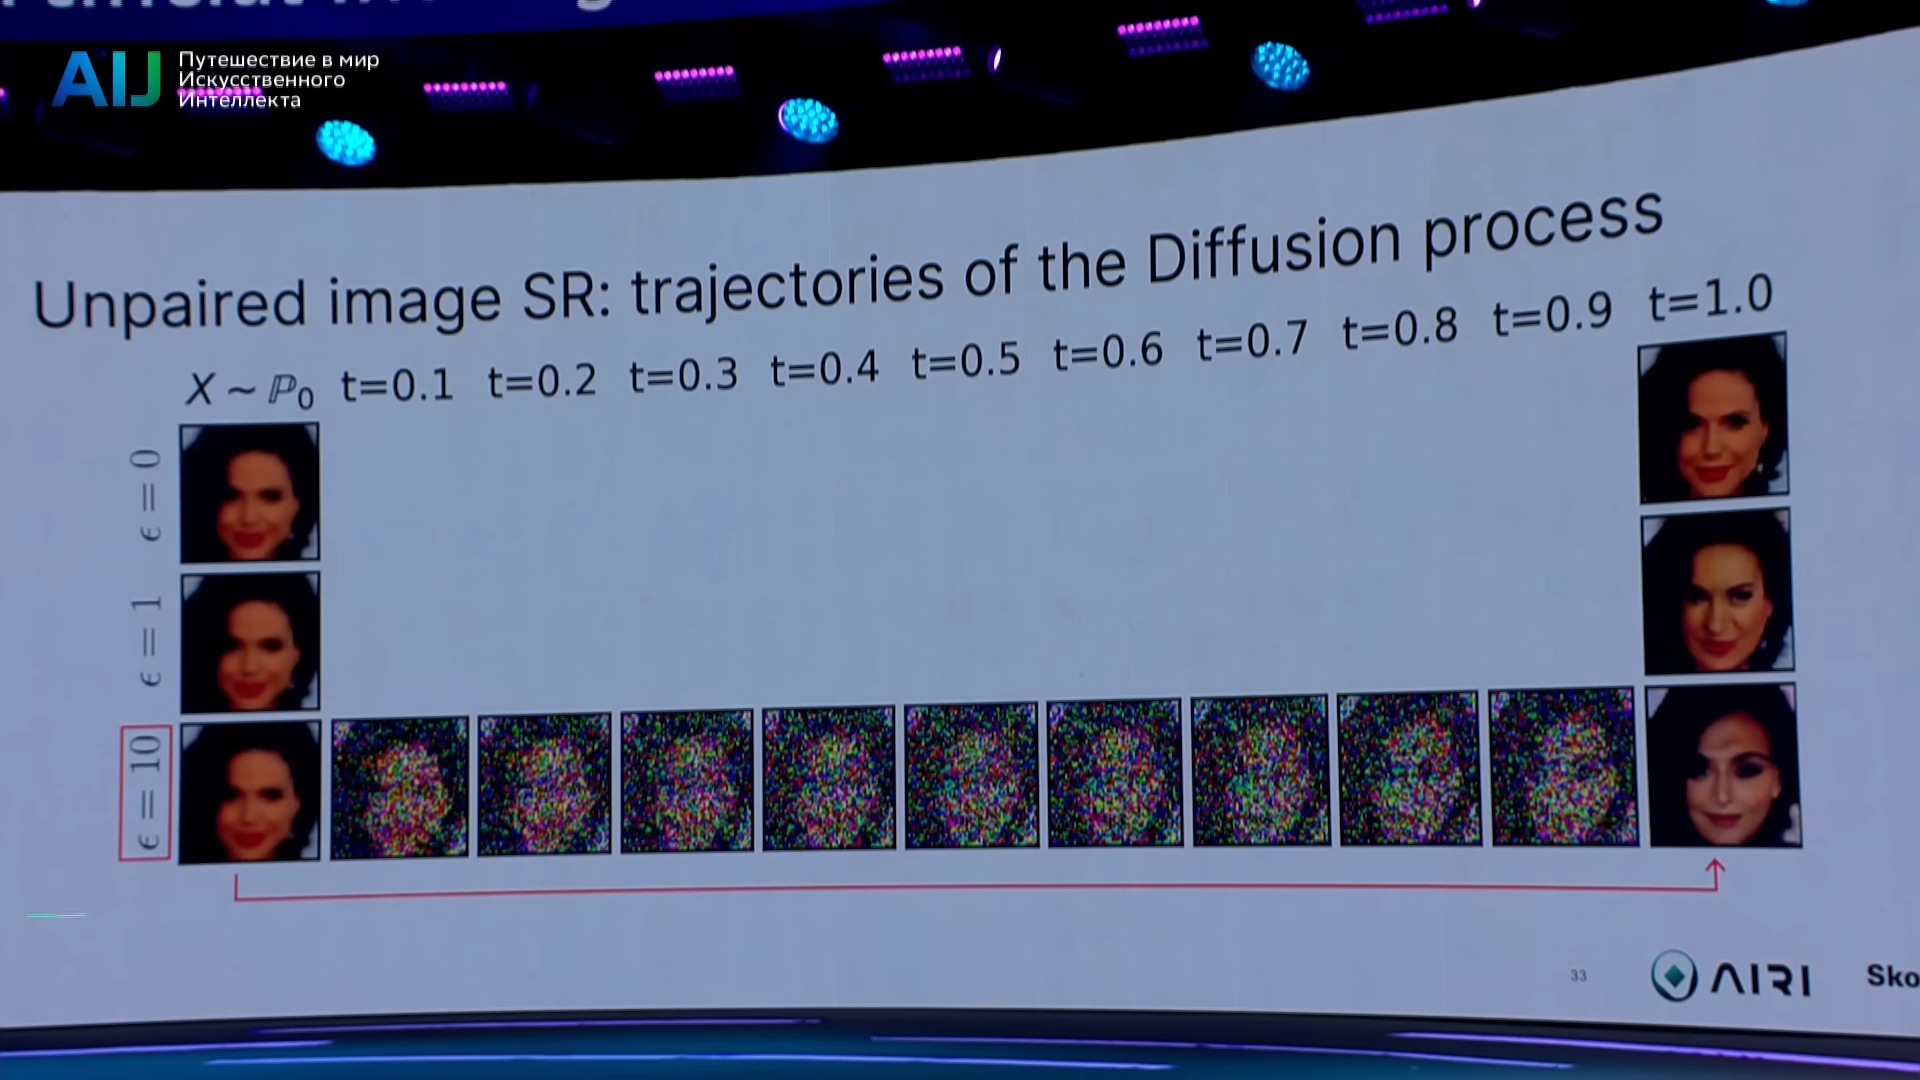 AIJ
Путешествие в мир
Искусственного
Интеллекта
Unpaired image SR: trajectories of the Diffusion process
X ~ ℙ₀ t=0.1 t=0.2 t=0.3 t=0.4 t=0.5 t=0.6 t=0.7 t=0.8 t=0.9 t=1.0
ϵ = 0
ϵ = 1
ϵ = 10
33
AIRI
Sko